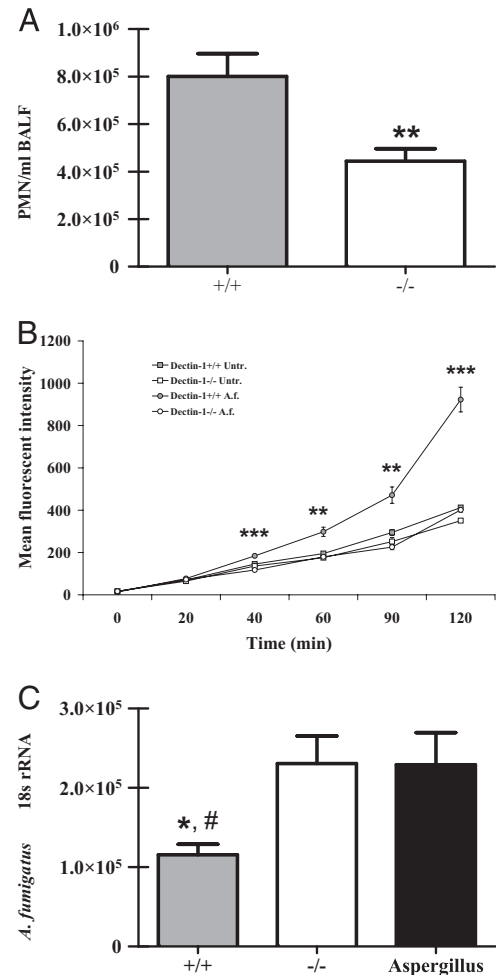 A
PMN/ml BALF
1.0×10⁶
8.0×10⁵
6.0×10⁵
4.0×10⁵
2.0×10⁵
0
**
+/+
-/-
B
Mean fluorescent intensity
1200
1000
800
600
400
200
0
Dectin-1+/+ Untr.
Dectin-1-/- Untr.
Dectin-1+/+ A.f.
Dectin-1-/- A.f.
***
**
**
***
0 20 40 60 90 120
Time (min)
C
A. fumigatus 18s rRNA
3.0×10⁵
2.0×10⁵
1.0×10⁵
0
*, #
+/+
-/-
Aspergillus